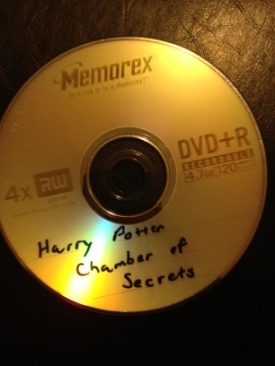 Memorex
Is it live or is it Memorex?
DVD+R
RECORDABLE
4.7GB 120
4x RW
Harry Potter
Chamber of
Secrets